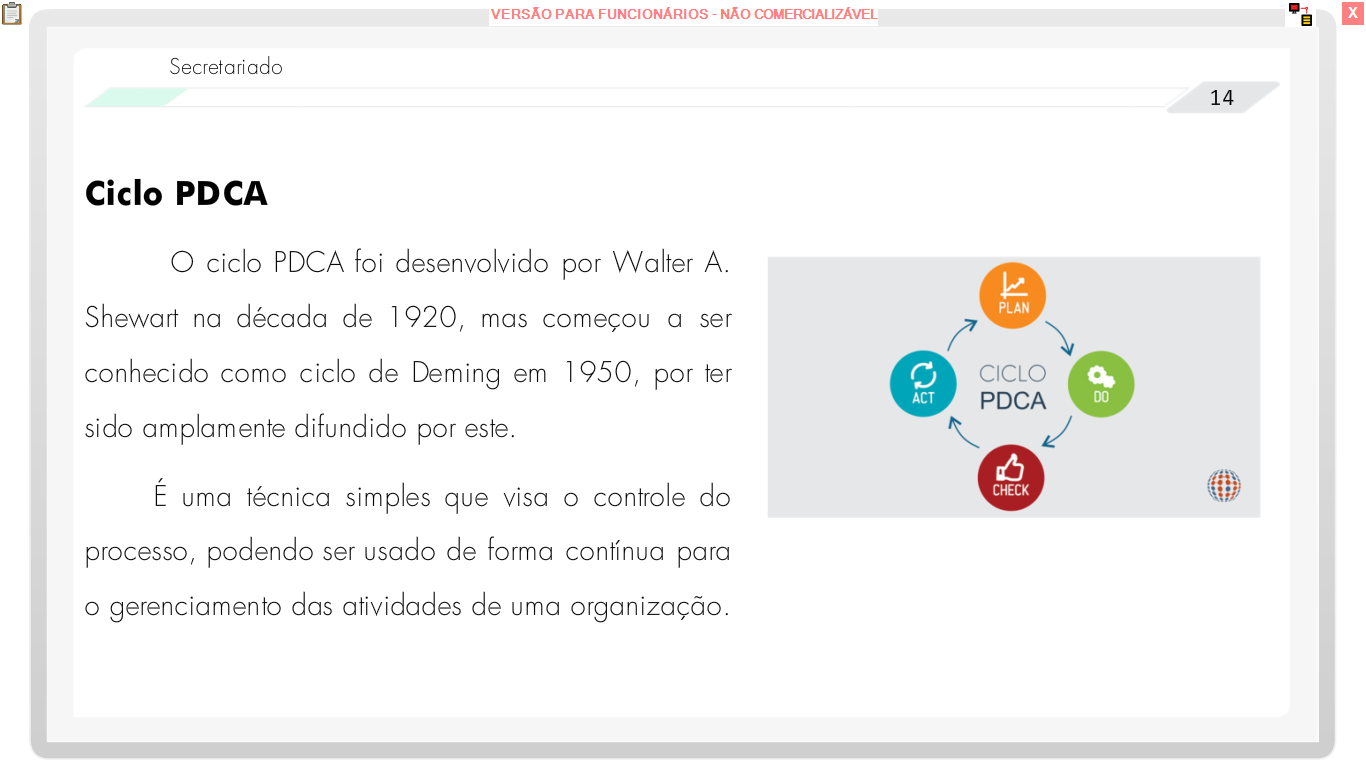 VERSÃO PARA FUNCIONÁRIOS - NÃO COMERCIALIZÁVEL
X
Secretariado
14
Ciclo PDCA
O ciclo PDCA foi desenvolvido por Walter A.
Shewart na década de 1920, mas começou a ser
conhecido como ciclo de Deming em 1950, por ter
sido amplamente difundido por este.
É uma técnica simples que visa o controle do
processo, podendo ser usado de forma contínua para
o gerenciamento das atividades de uma organização.
PLAN
CICLO
PDCA
ACT
DO
CHECK